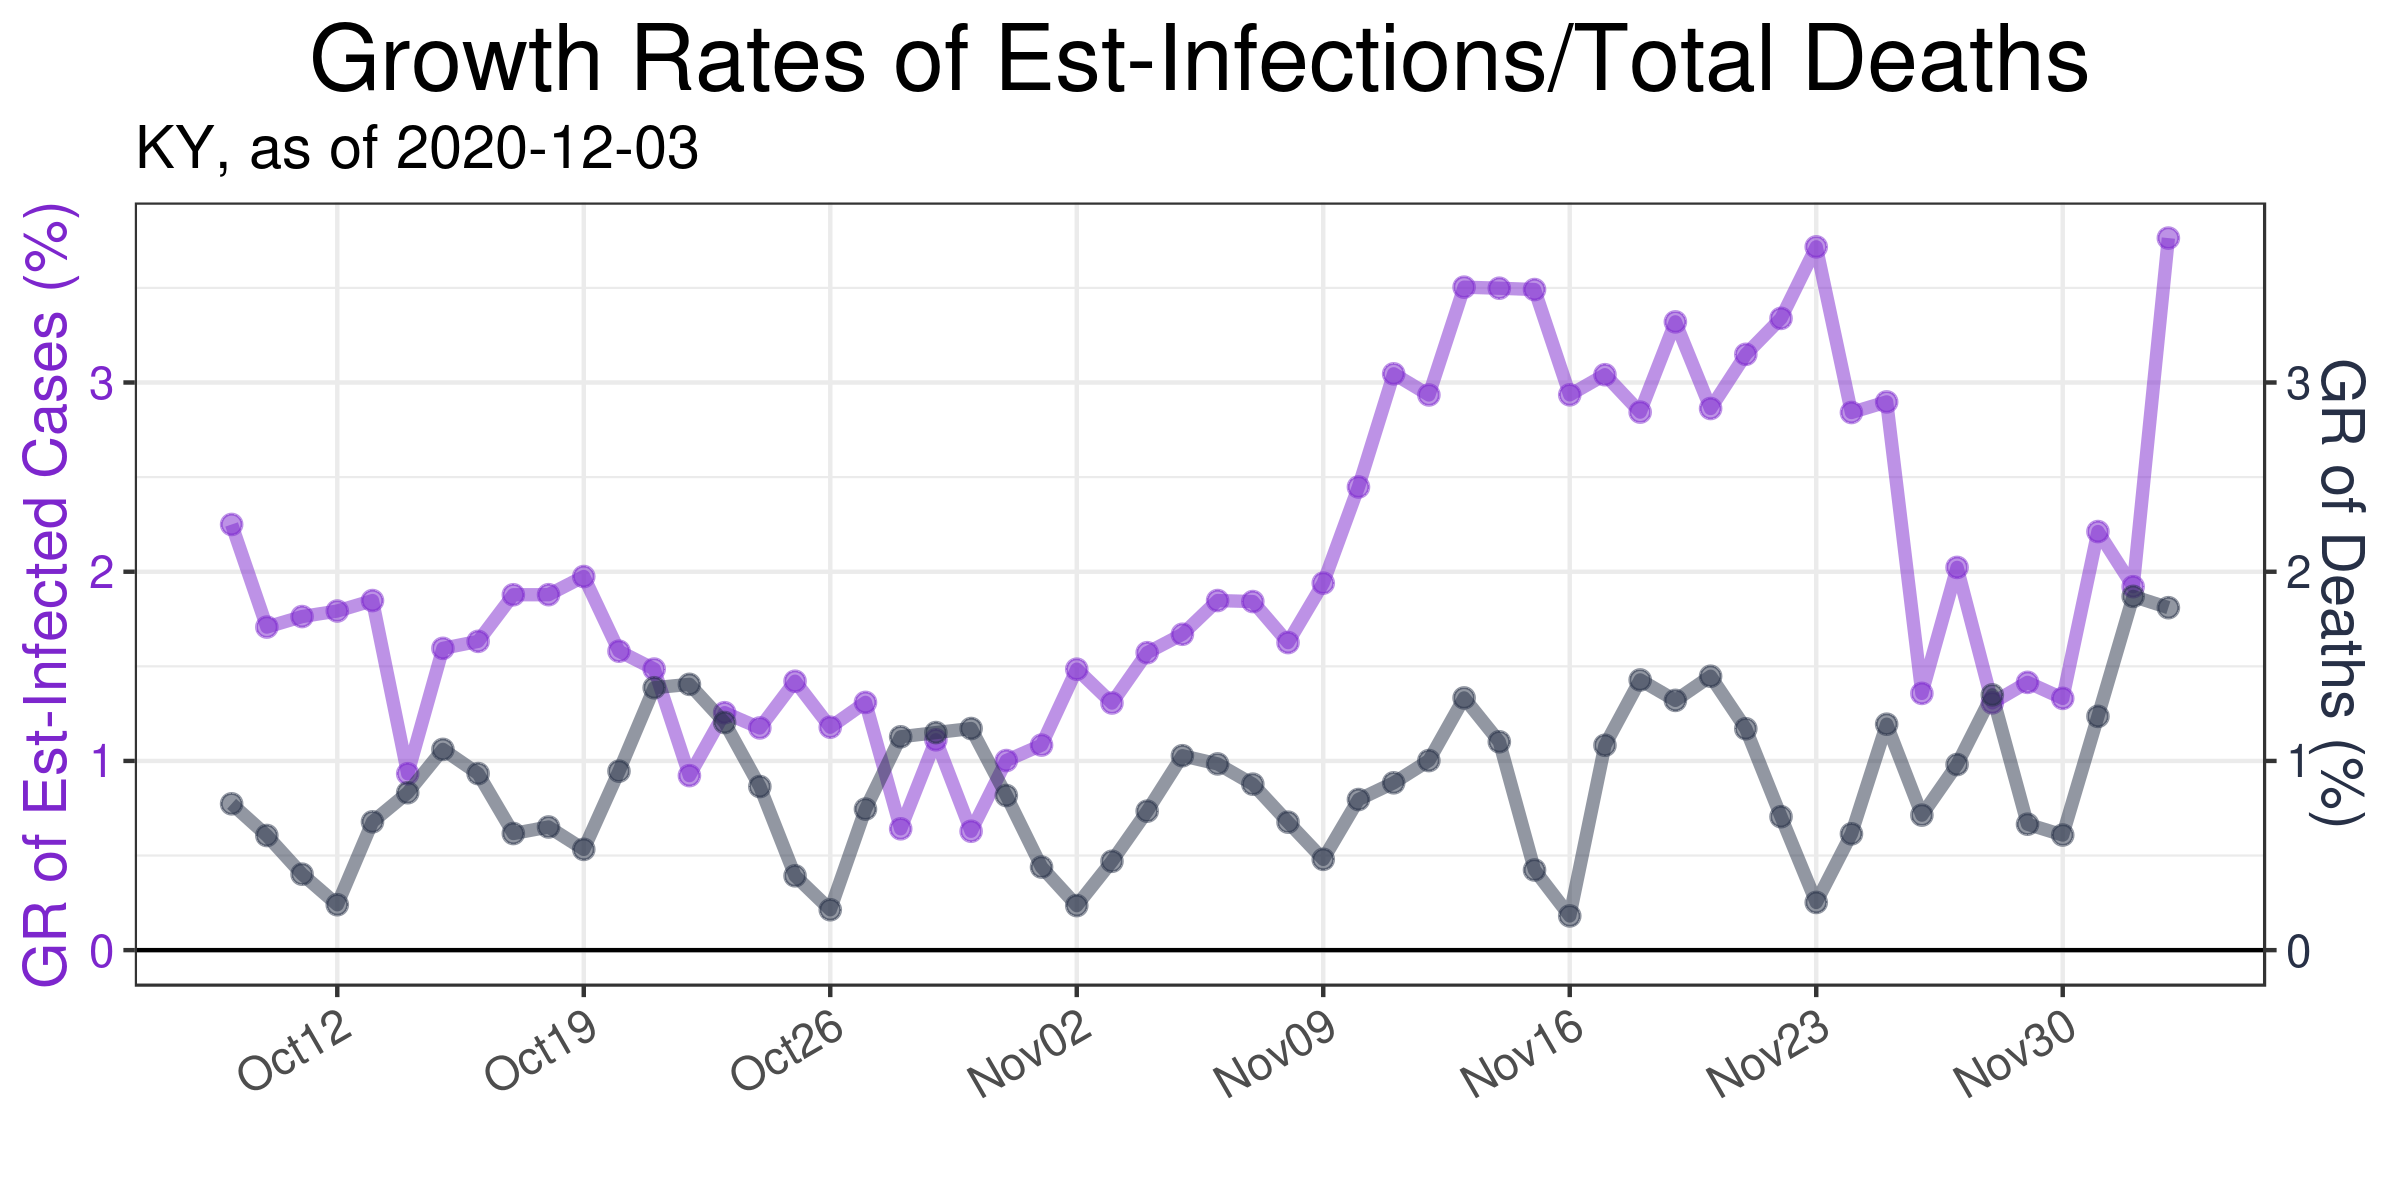 Growth Rates of Est-Infections/Total Deaths
KY, as of 2020-12-03
GR of Est-Infected Cases (%)
3
2
1
0
3
2
1
0
GR of Deaths (%)
Oct12
Oct19
Oct26
Nov02
Nov09
Nov16
Nov23
Nov30